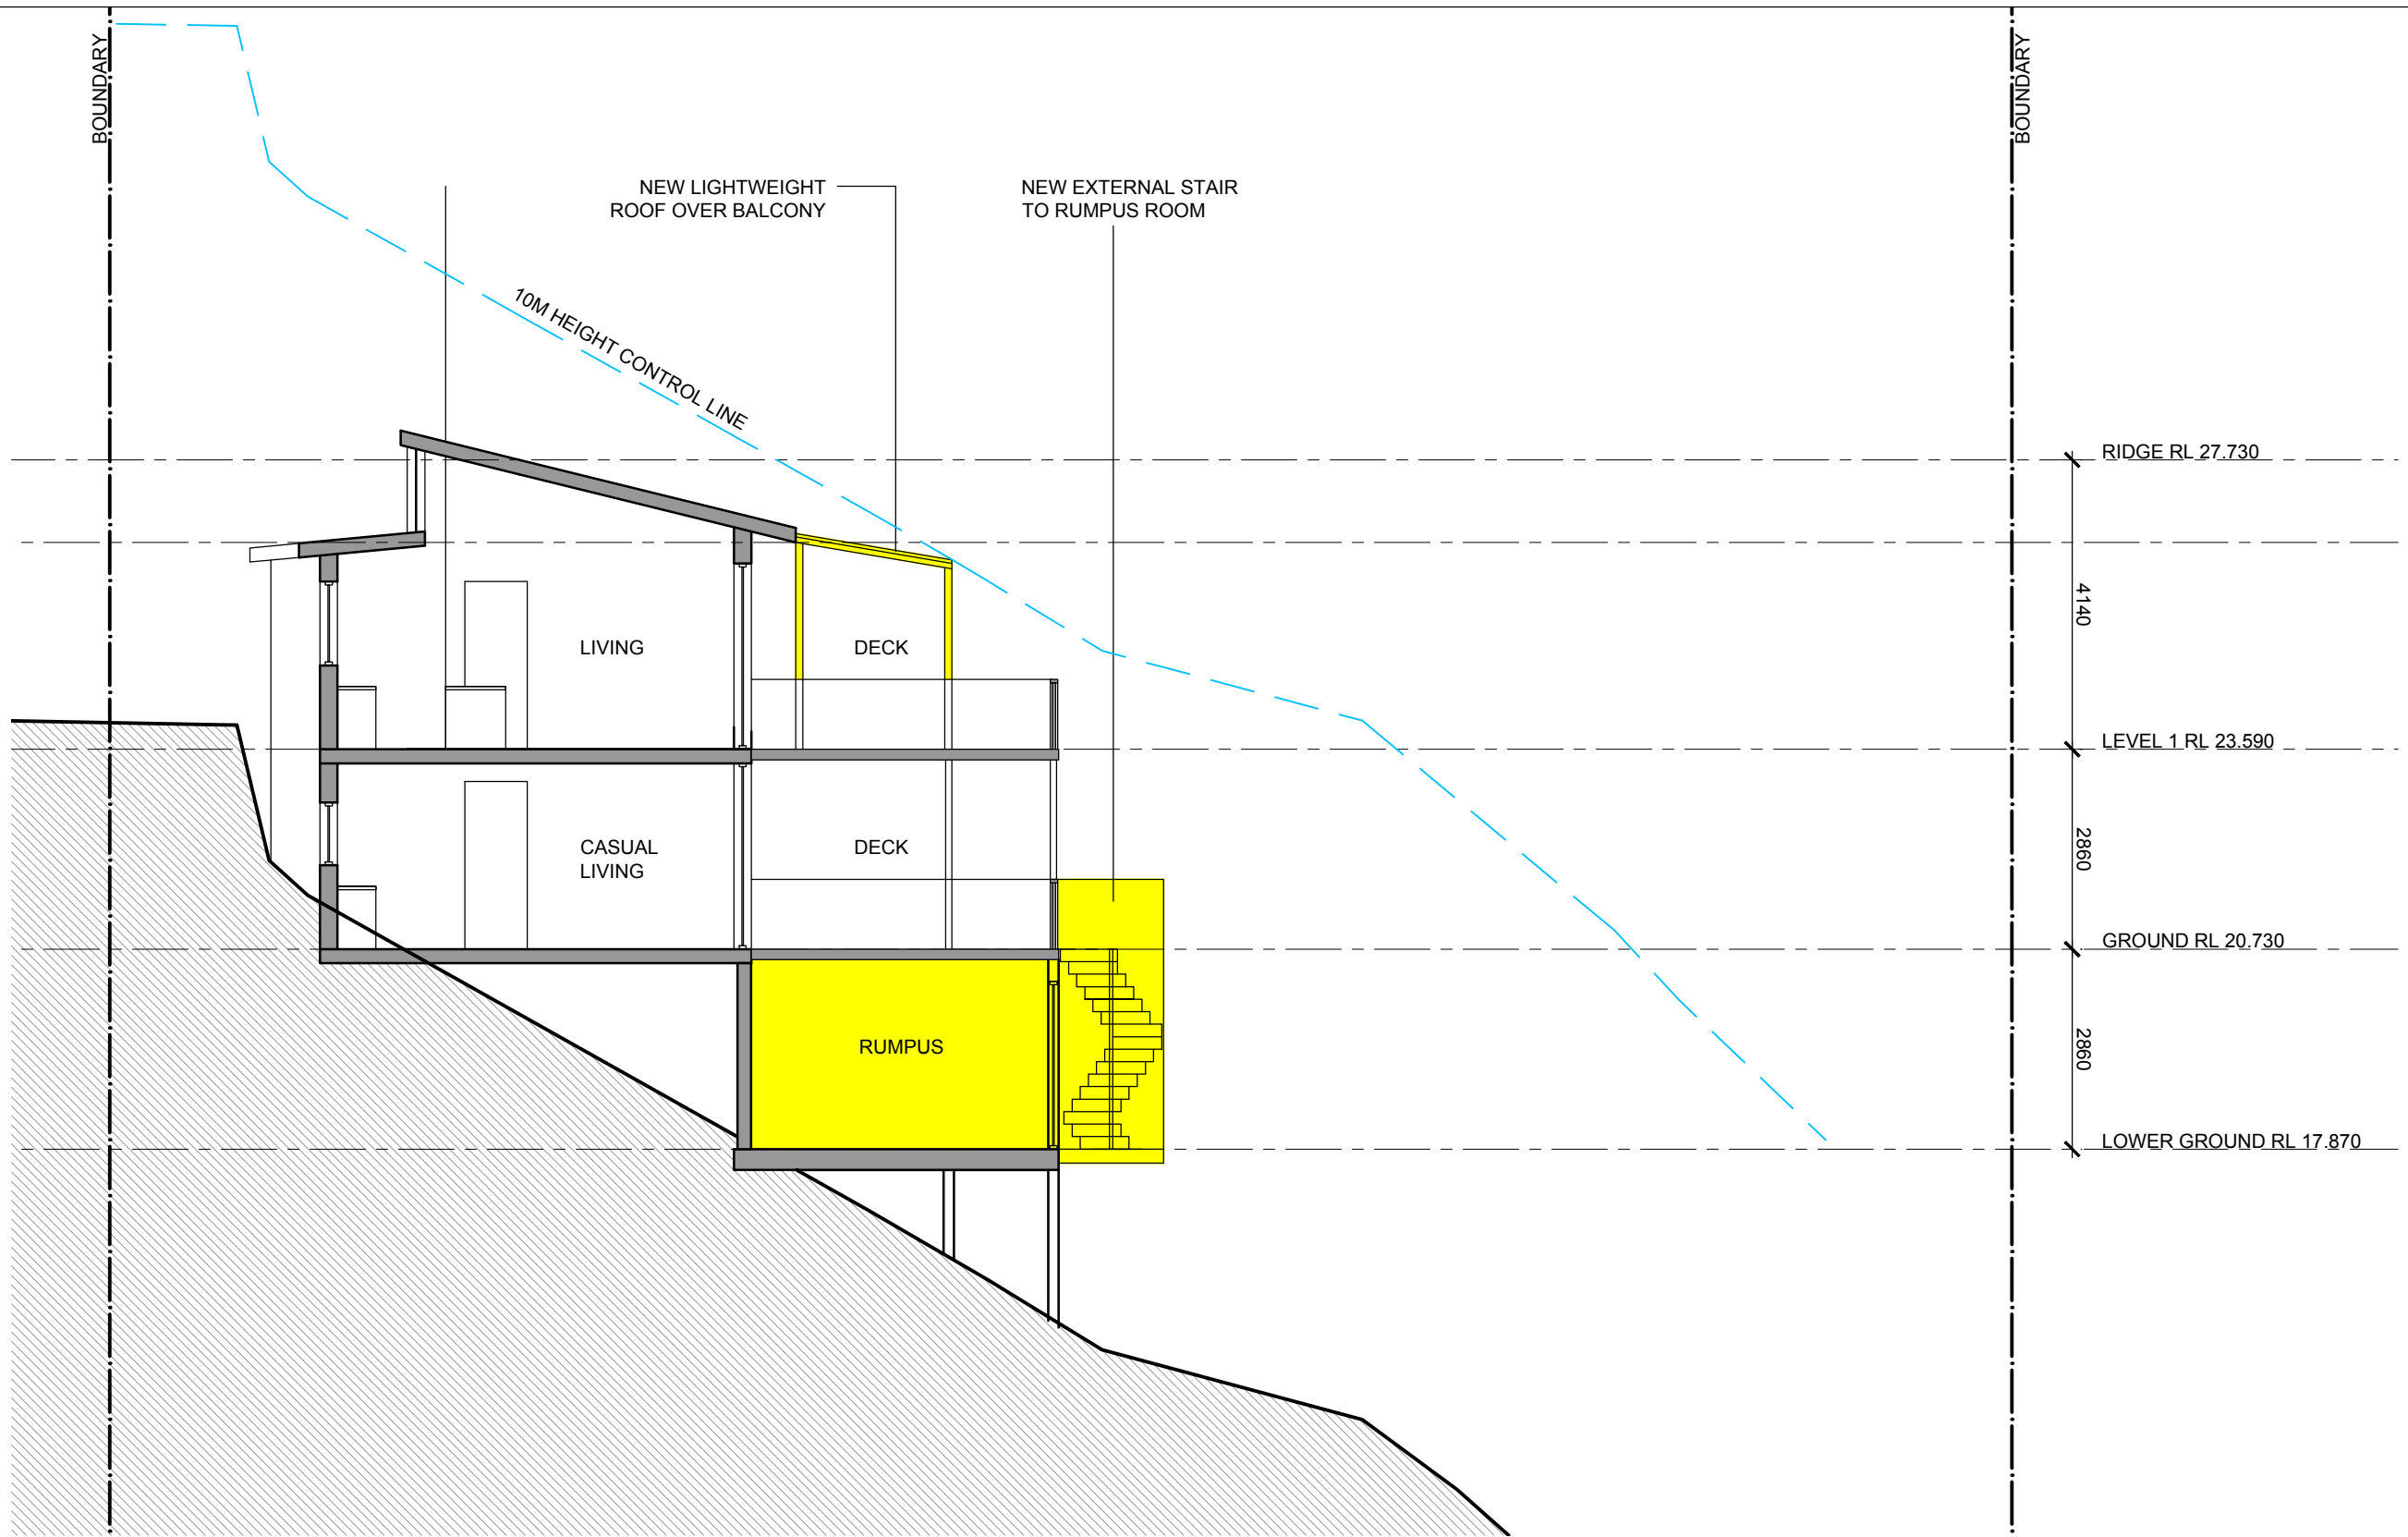 BOUNDARY
BOUNDARY
NEW LIGHTWEIGHT
ROOF OVER BALCONY
NEW EXTERNAL STAIR
TO RUMPUS ROOM
10M HEIGHT CONTROL LINE
RIDGE RL 27.730
4140
LIVING
DECK
LEVEL 1 RL 23.590
2860
CASUAL
LIVING
DECK
GROUND RL 20.730
2860
RUMPUS
LOWER GROUND RL 17.870